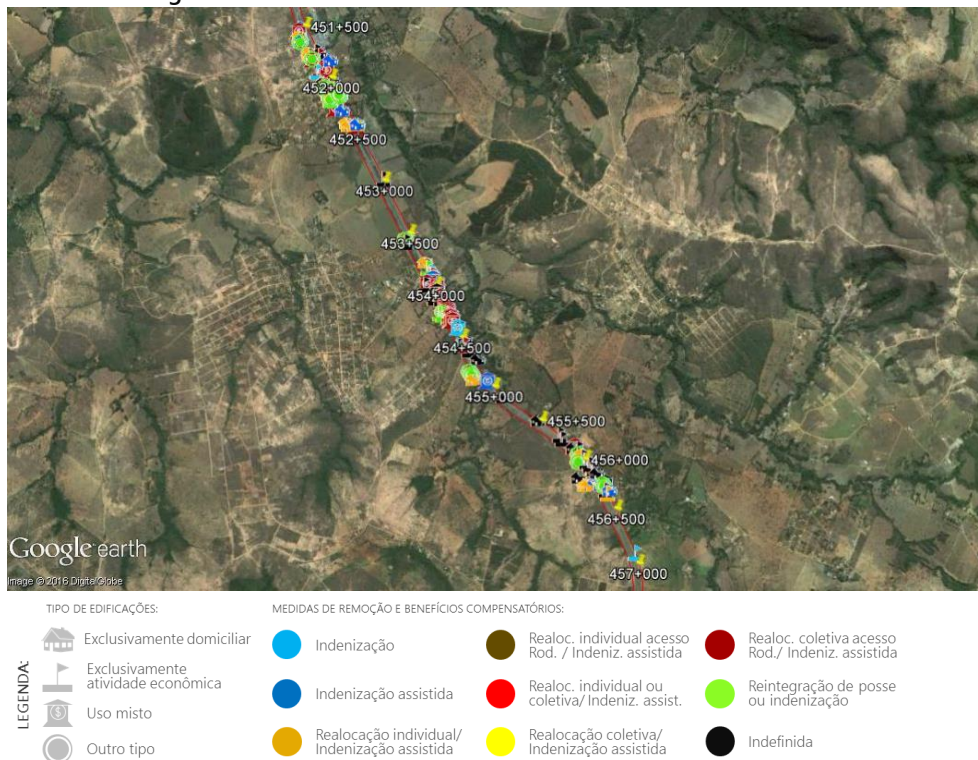 451+500
452+000
452+500
453+000
453+500
454+000
454+500
455+000
455+500
456+000
456+500
457+000
Google earth
Image © 2016 DigitalGlobe
LEGENDA:
TIPO DE EDIFICAÇÕES:
Exclusivamente domiciliar
Exclusivamente
atividade econômica
Uso misto
Outro tipo
MEDIDAS DE REMOÇÃO E BENEFÍCIOS COMPENSATÓRIOS:
Indenização
Indenização assistida
Realocação individual/
Indenização assistida
Realoc. individual acesso
Rod. / Indeniz. assistida
Realoc. individual ou
coletiva/ Indeniz. assist.
Realocação coletiva/
Indenização assistida
Realoc. coletiva acesso
Rod./ Indeniz. assistida
Reintegração de posse
ou indenização
Indefinida